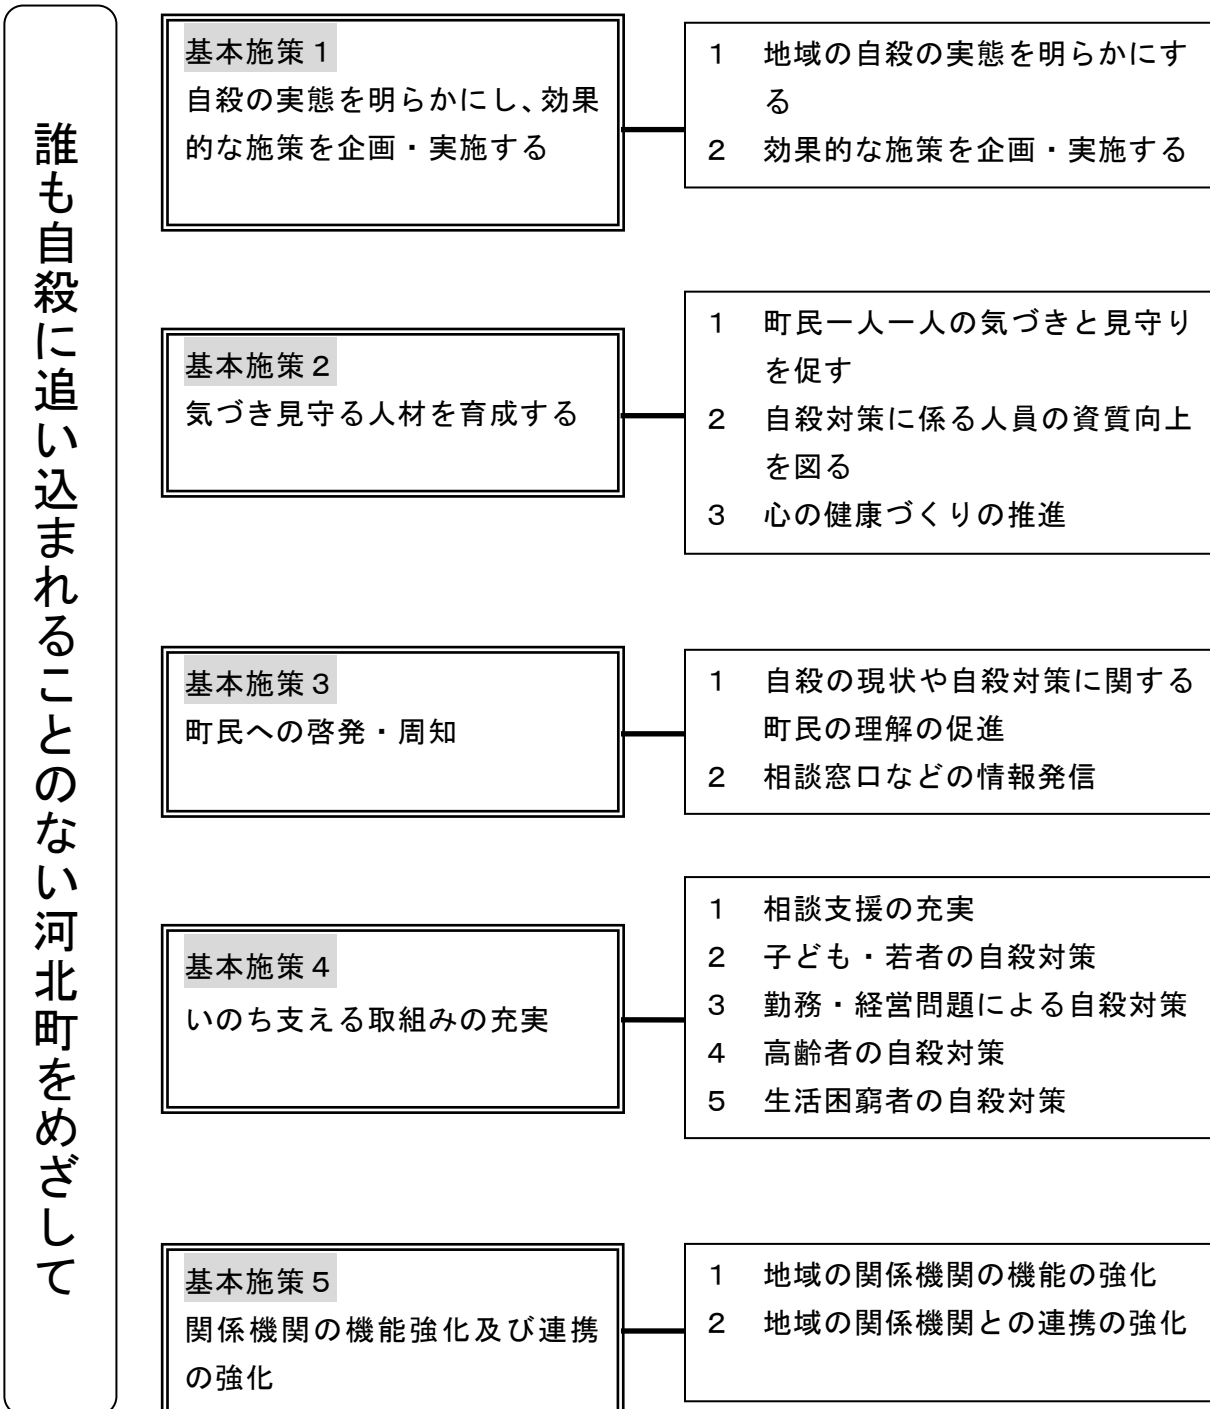 誰も自殺に追い込まれることのない河北町をめざして
基本施策１
自殺の実態を明らかにし、効果
的な施策を企画・実施する
1　地域の自殺の実態を明らかにす
る
2　効果的な施策を企画・実施する
基本施策２
気づき見守る人材を育成する
1　町民一人一人の気づきと見守り
を促す
2　自殺対策に係る人員の資質向上
を図る
3　心の健康づくりの推進
基本施策３
町民への啓発・周知
1　自殺の現状や自殺対策に関する
町民の理解の促進
2　相談窓口などの情報発信
基本施策４
いのち支える取組みの充実
1　相談支援の充実
2　子ども・若者の自殺対策
3　勤務・経営問題による自殺対策
4　高齢者の自殺対策
5　生活困窮者の自殺対策
基本施策５
関係機関の機能強化及び連携
の強化
1　地域の関係機関の機能の強化
2　地域の関係機関との連携の強化